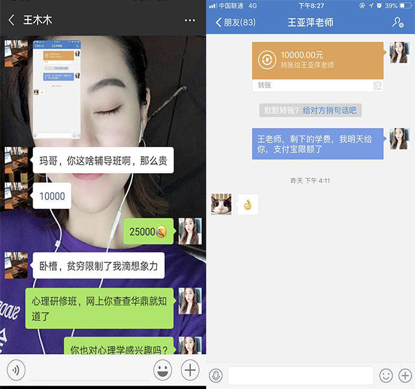 王木木
玛哥，你这啥辅导班啊，那么贵
10000
25000
卧槽，贫穷限制了我滴想象力
心理研修班，网上你查查华鼎就知
道了
你也对心理学感兴趣吗？
中国联通 4G
下午8:27
39%
朋友(83)
王亚萍老师
10000.00元
转账给王亚萍老师
转账
默默转账？给对方捎句话吧
王老师，剩下的学费，我明天给
你，支付宝限额了
昨天 下午 4:11